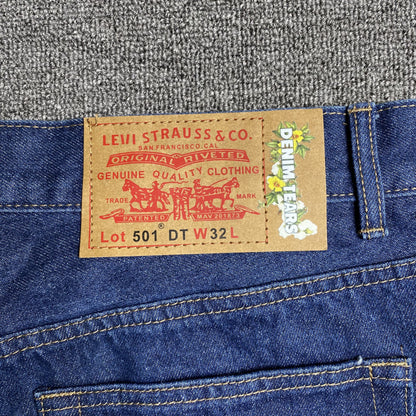 LEVI STRAUSS & CO.
SAN FRANCISCO, CAL
ORIGINAL RIVETED
GENUINE QUALITY CLOTHING
TRADE MARK
PATENTED MAY 20 1873
Lot 501® DT W32 L
DENIM TEARS